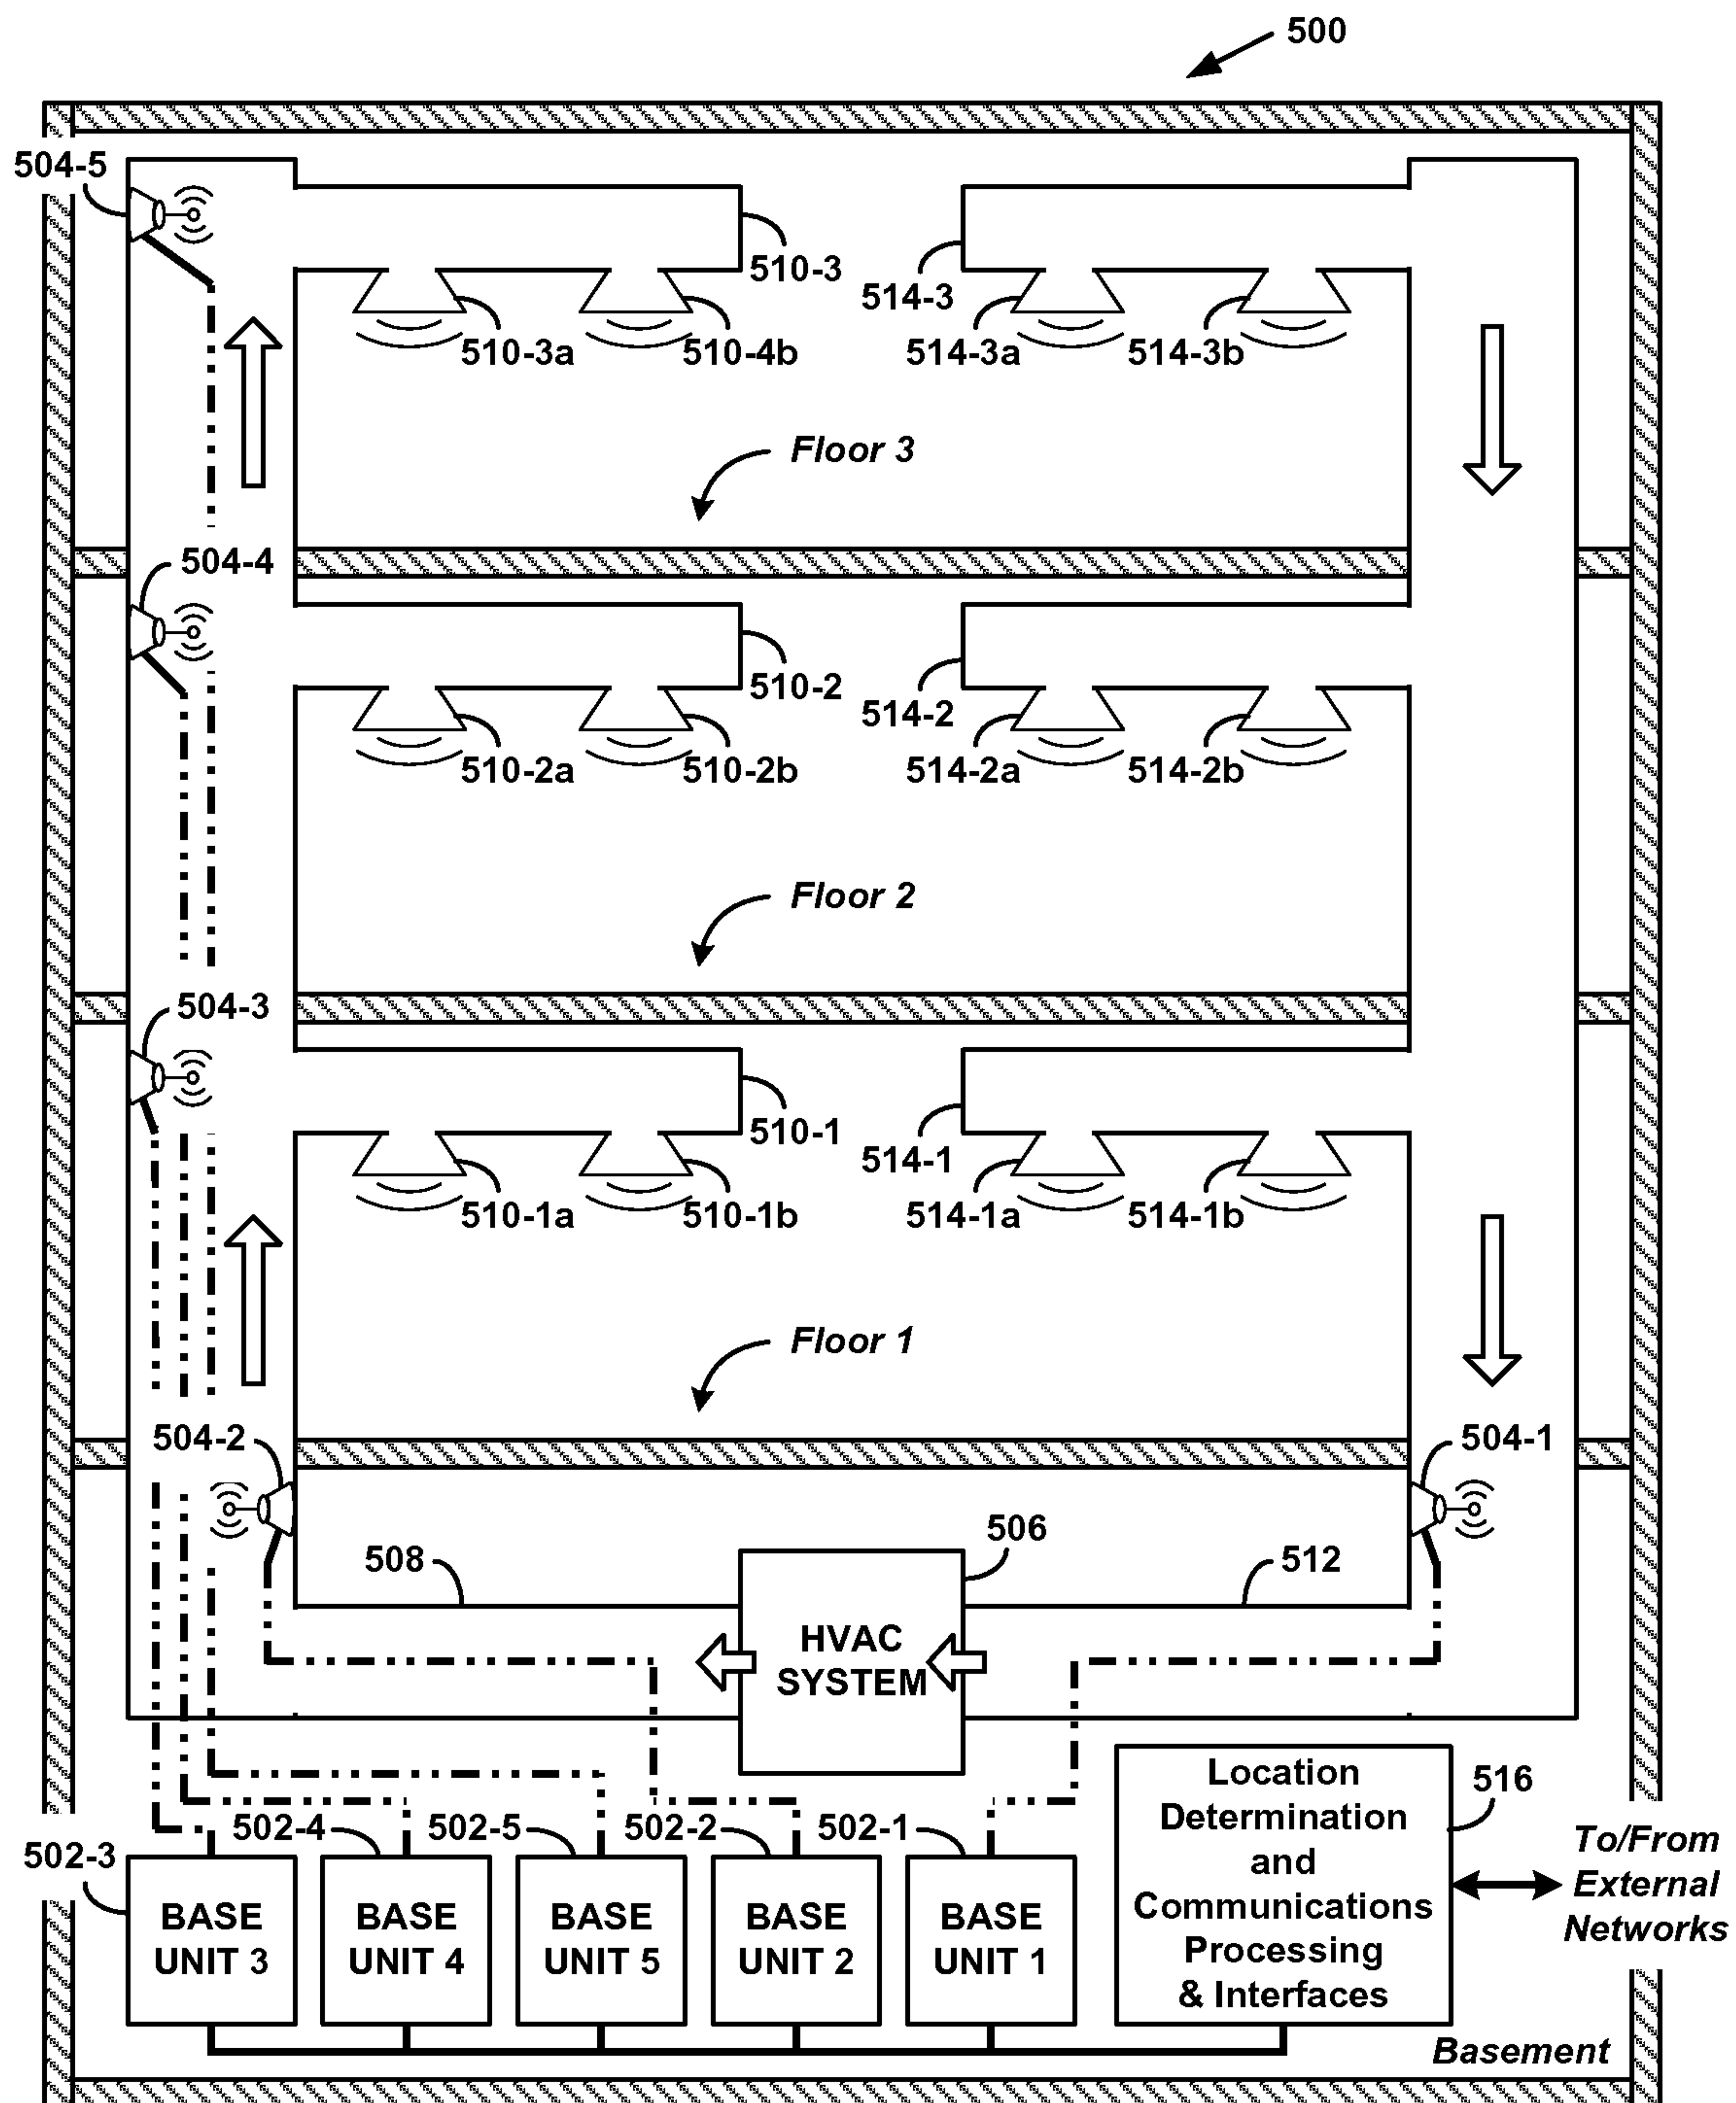 500
504-5
510-3
514-3
510-3a
510-4b
514-3a
514-3b
Floor 3
504-4
510-2
514-2
510-2a
510-2b
514-2a
514-2b
Floor 2
504-3
510-1
514-1
510-1a
510-1b
514-1a
514-1b
Floor 1
504-2
504-1
506
508
512
HVAC
SYSTEM
Location
Determination
and
Communications
Processing
& Interfaces
516
To/From
External
Networks
502-3
502-4
502-5
502-2
502-1
BASE
UNIT 3
BASE
UNIT 4
BASE
UNIT 5
BASE
UNIT 2
BASE
UNIT 1
Basement